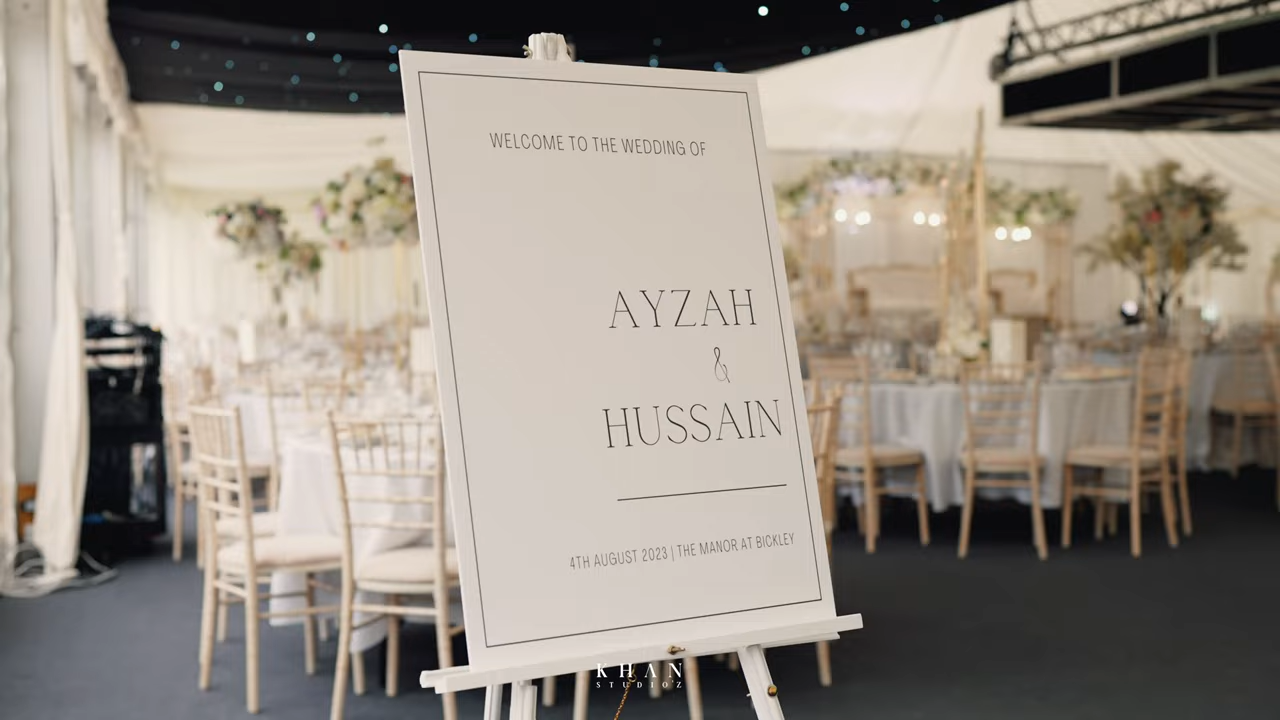 WELCOME TO THE WEDDING OF
AYZAH
&
HUSSAIN
4TH AUGUST 2023 | THE MANOR AT BICKLEY
KHAN
STUDIOZ